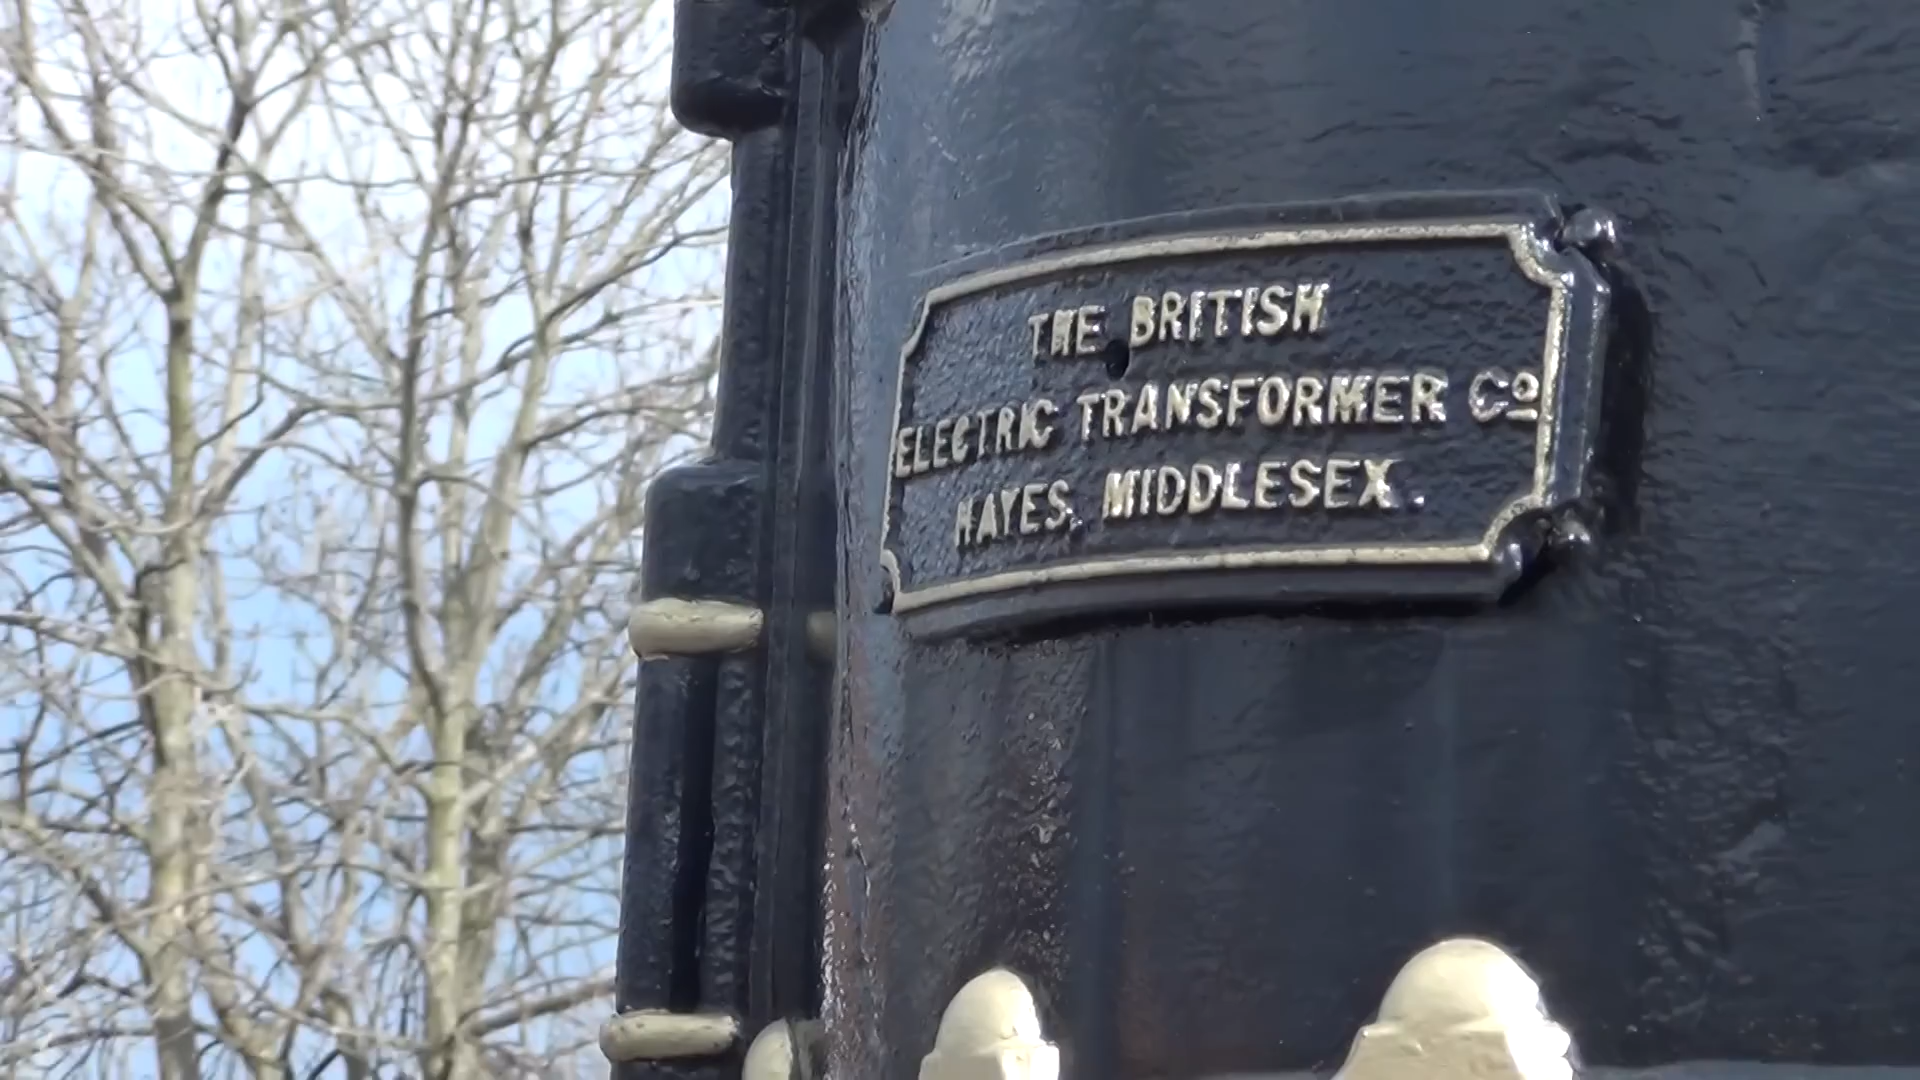 THE BRITISH
ELECTRIC TRANSFORMER Cº
HAYES, MIDDLESEX.